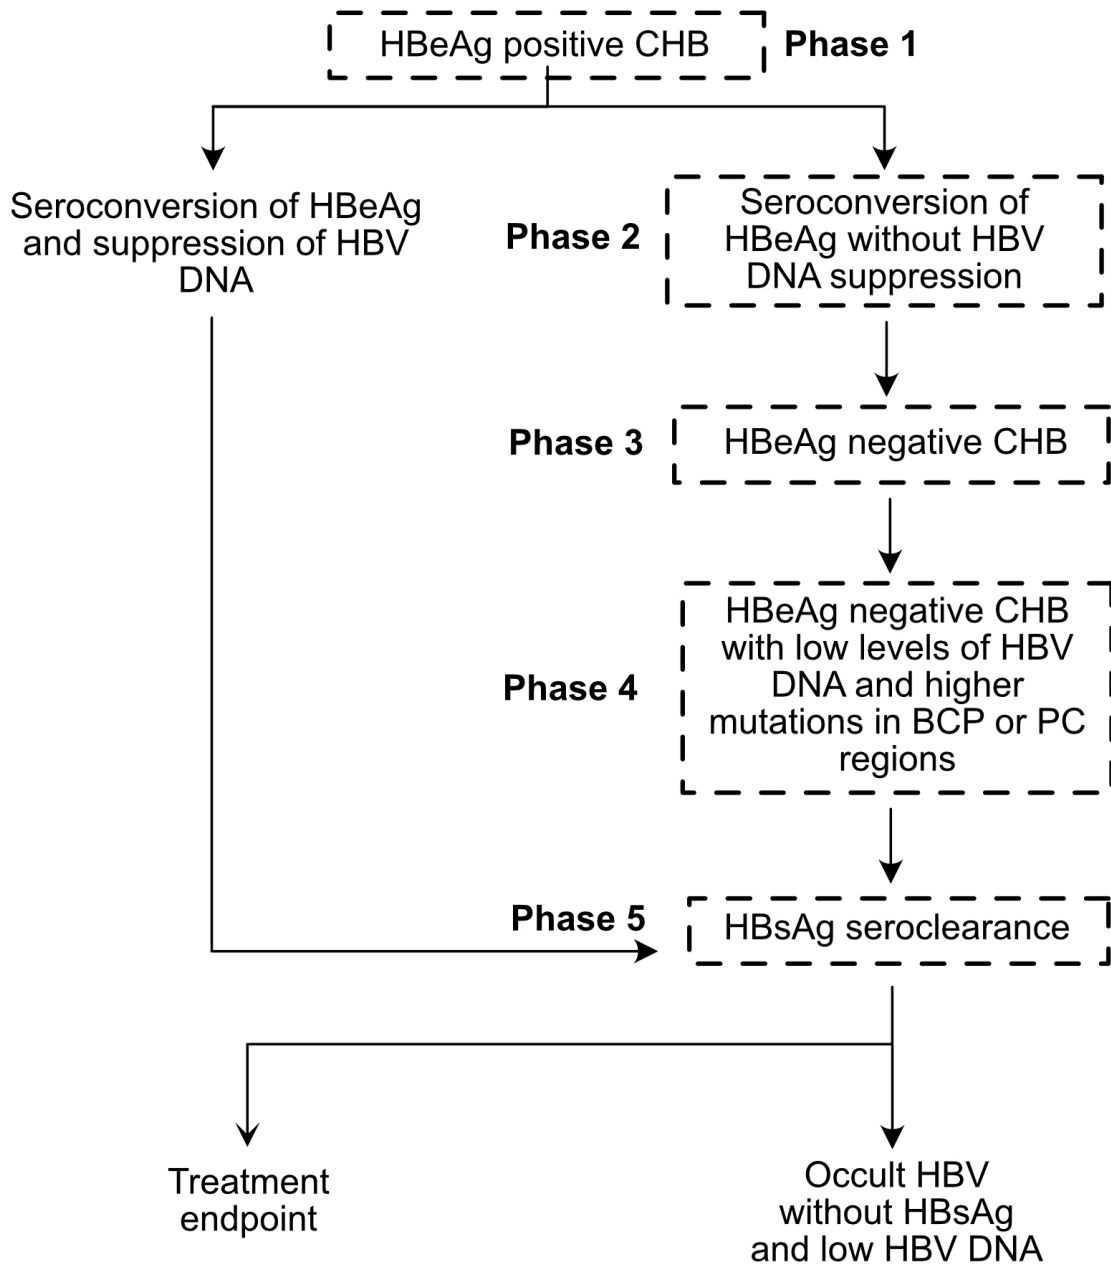 HBeAg positive CHB
Phase 1
Seroconversion of HBeAg
and suppression of HBV
DNA
Phase 2
Seroconversion of
HBeAg without HBV
DNA suppression
Phase 3
HBeAg negative CHB
Phase 4
HBeAg negative CHB
with low levels of HBV
DNA and higher
mutations in BCP or PC
regions
Phase 5
HBsAg seroclearance
Treatment
endpoint
Occult HBV
without HBsAg
and low HBV DNA